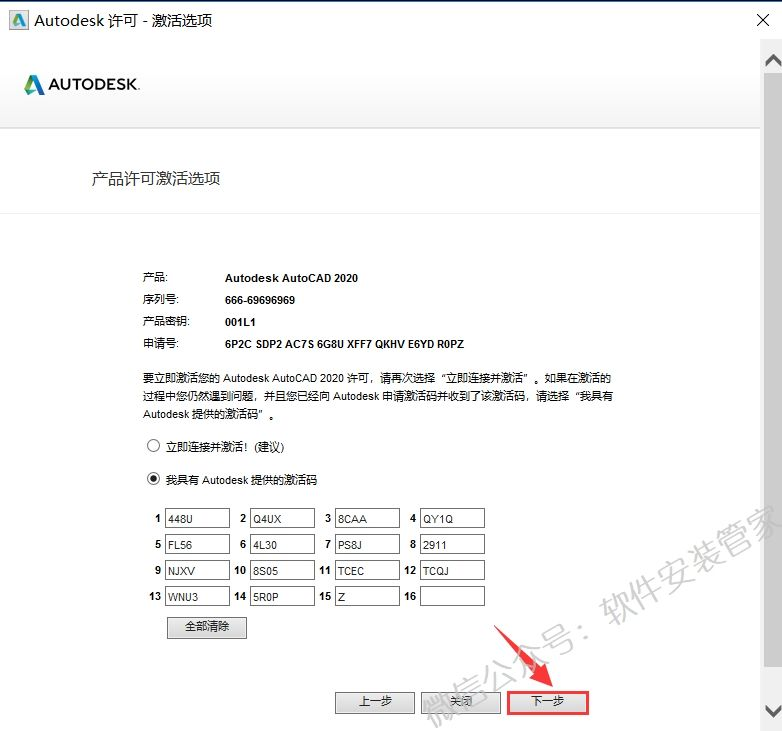 Autodesk 许可 - 激活选项
AUTODESK.
产品许可激活选项
产品: Autodesk AutoCAD 2020
序列号: 666-69696969
产品密钥: 001L1
申请号: 6P2C SDP2 AC7S 6G8U XFF7 QKHV E6YD R0PZ
要立即激活您的 Autodesk AutoCAD 2020 许可，请再次选择“立即连接并激活”。如果在激活的
过程中您仍然遇到问题，并且您已经向 Autodesk 申请激活码并收到了该激活码，请选择“我具有
Autodesk 提供的激活码”。
立即连接并激活！(建议)
我具有 Autodesk 提供的激活码
1 448U 2 Q4UX 3 8CAA 4 QY1Q
5 FL56 6 4L30 7 PS8J 8 2911
9 NJXV 10 8S05 11 TCEC 12 TCQJ
13 WNU3 14 5R0P 15 Z 16
全部清除
上一步 关闭 下一步
微信公众号：软件安装管家